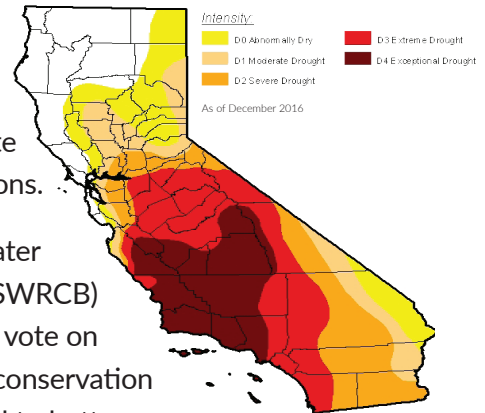 Intensity:
D0 Abnormally Dry
D1 Moderate Drought
D2 Severe Drought
D3 Extreme Drought
D4 Exceptional Drought
As of December 2016
ons.
ater
SWRCB)
vote on
conservation